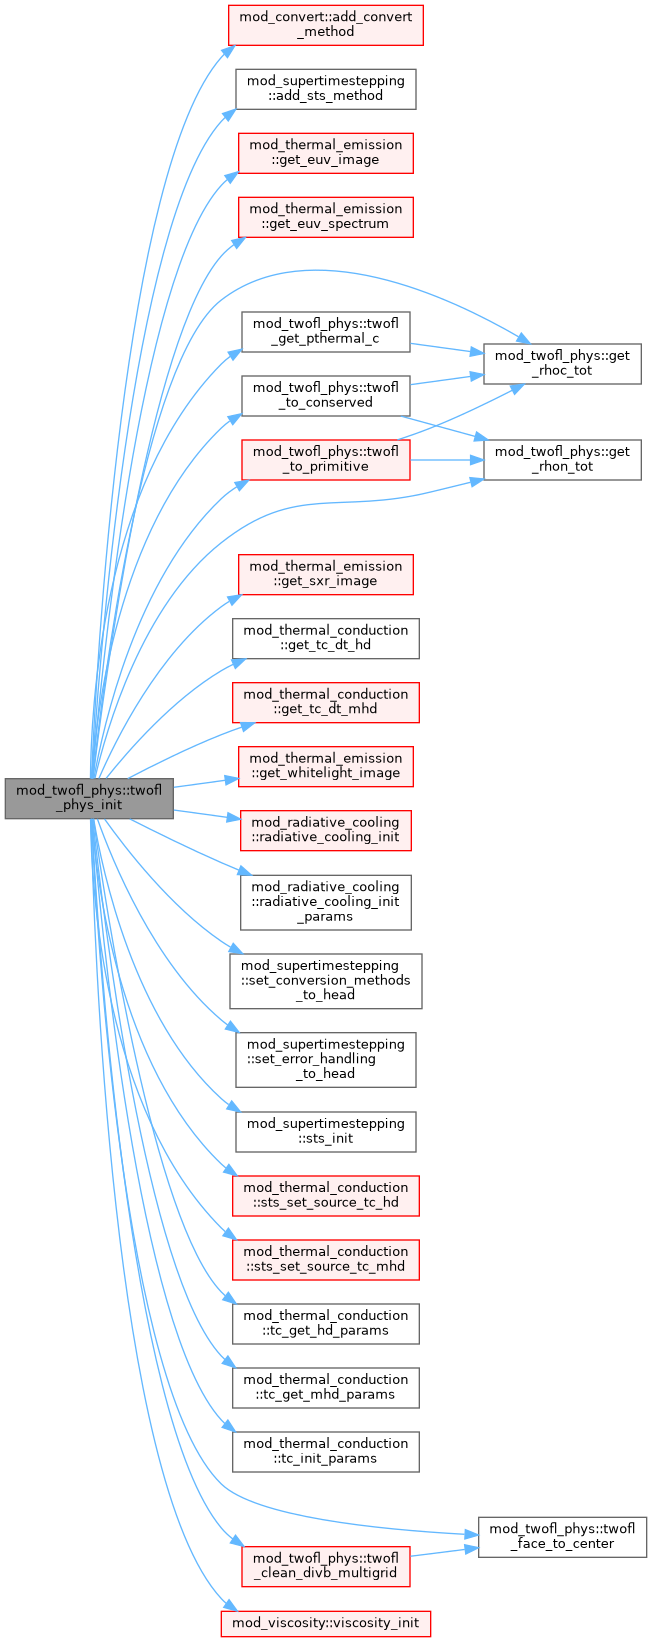 mod_convert::add_convert
_method
mod_supertimestepping
::add_sts_method
mod_thermal_emission
::get_euv_image
mod_thermal_emission
::get_euv_spectrum
mod_twofl_phys::twofl
_get_pthermal_c
mod_twofl_phys::get
_rhoc_tot
mod_twofl_phys::twofl
_to_conserved
mod_twofl_phys::twofl
_to_primitive
mod_twofl_phys::get
_rhon_tot
mod_thermal_emission
::get_sxr_image
mod_thermal_conduction
::get_tc_dt_hd
mod_thermal_conduction
::get_tc_dt_mhd
mod_thermal_emission
::get_whitelight_image
mod_twofl_phys::twofl
_phys_init
mod_radiative_cooling
::radiative_cooling_init
mod_radiative_cooling
::radiative_cooling_init
_params
mod_supertimestepping
::set_conversion_methods
_to_head
mod_supertimestepping
::set_error_handling
_to_head
mod_supertimestepping
::sts_init
mod_thermal_conduction
::sts_set_source_tc_hd
mod_thermal_conduction
::sts_set_source_tc_mhd
mod_thermal_conduction
::tc_get_hd_params
mod_thermal_conduction
::tc_get_mhd_params
mod_thermal_conduction
::tc_init_params
mod_twofl_phys::twofl
_face_to_center
mod_twofl_phys::twofl
_clean_divb_multigrid
mod_viscosity::viscosity_init